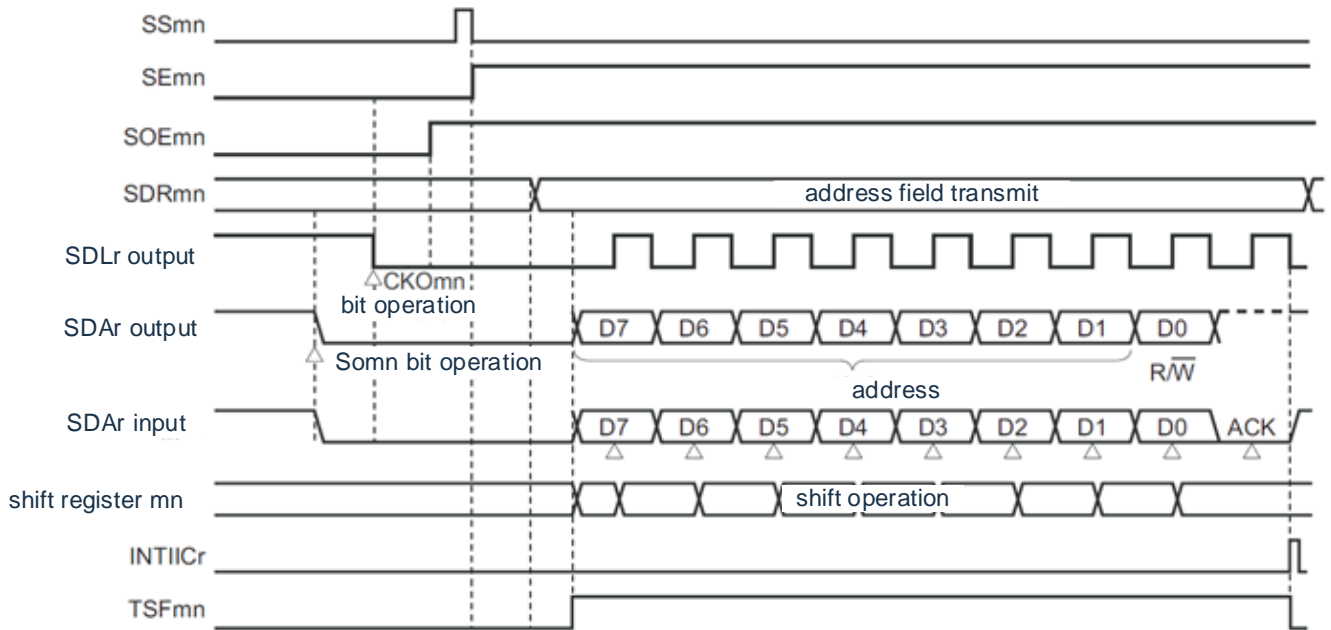 SSmn
SEmn
SOEmn
SDRmn
address field transmit
SDLr output
CKOmn
bit operation
SDAr output
D7 D6 D5 D4 D3 D2 D1 D0
Somn bit operation
address
R/W̅
SDAr input
D7 D6 D5 D4 D3 D2 D1 D0 ACK
shift register mn
shift operation
INTIICr
TSFmn